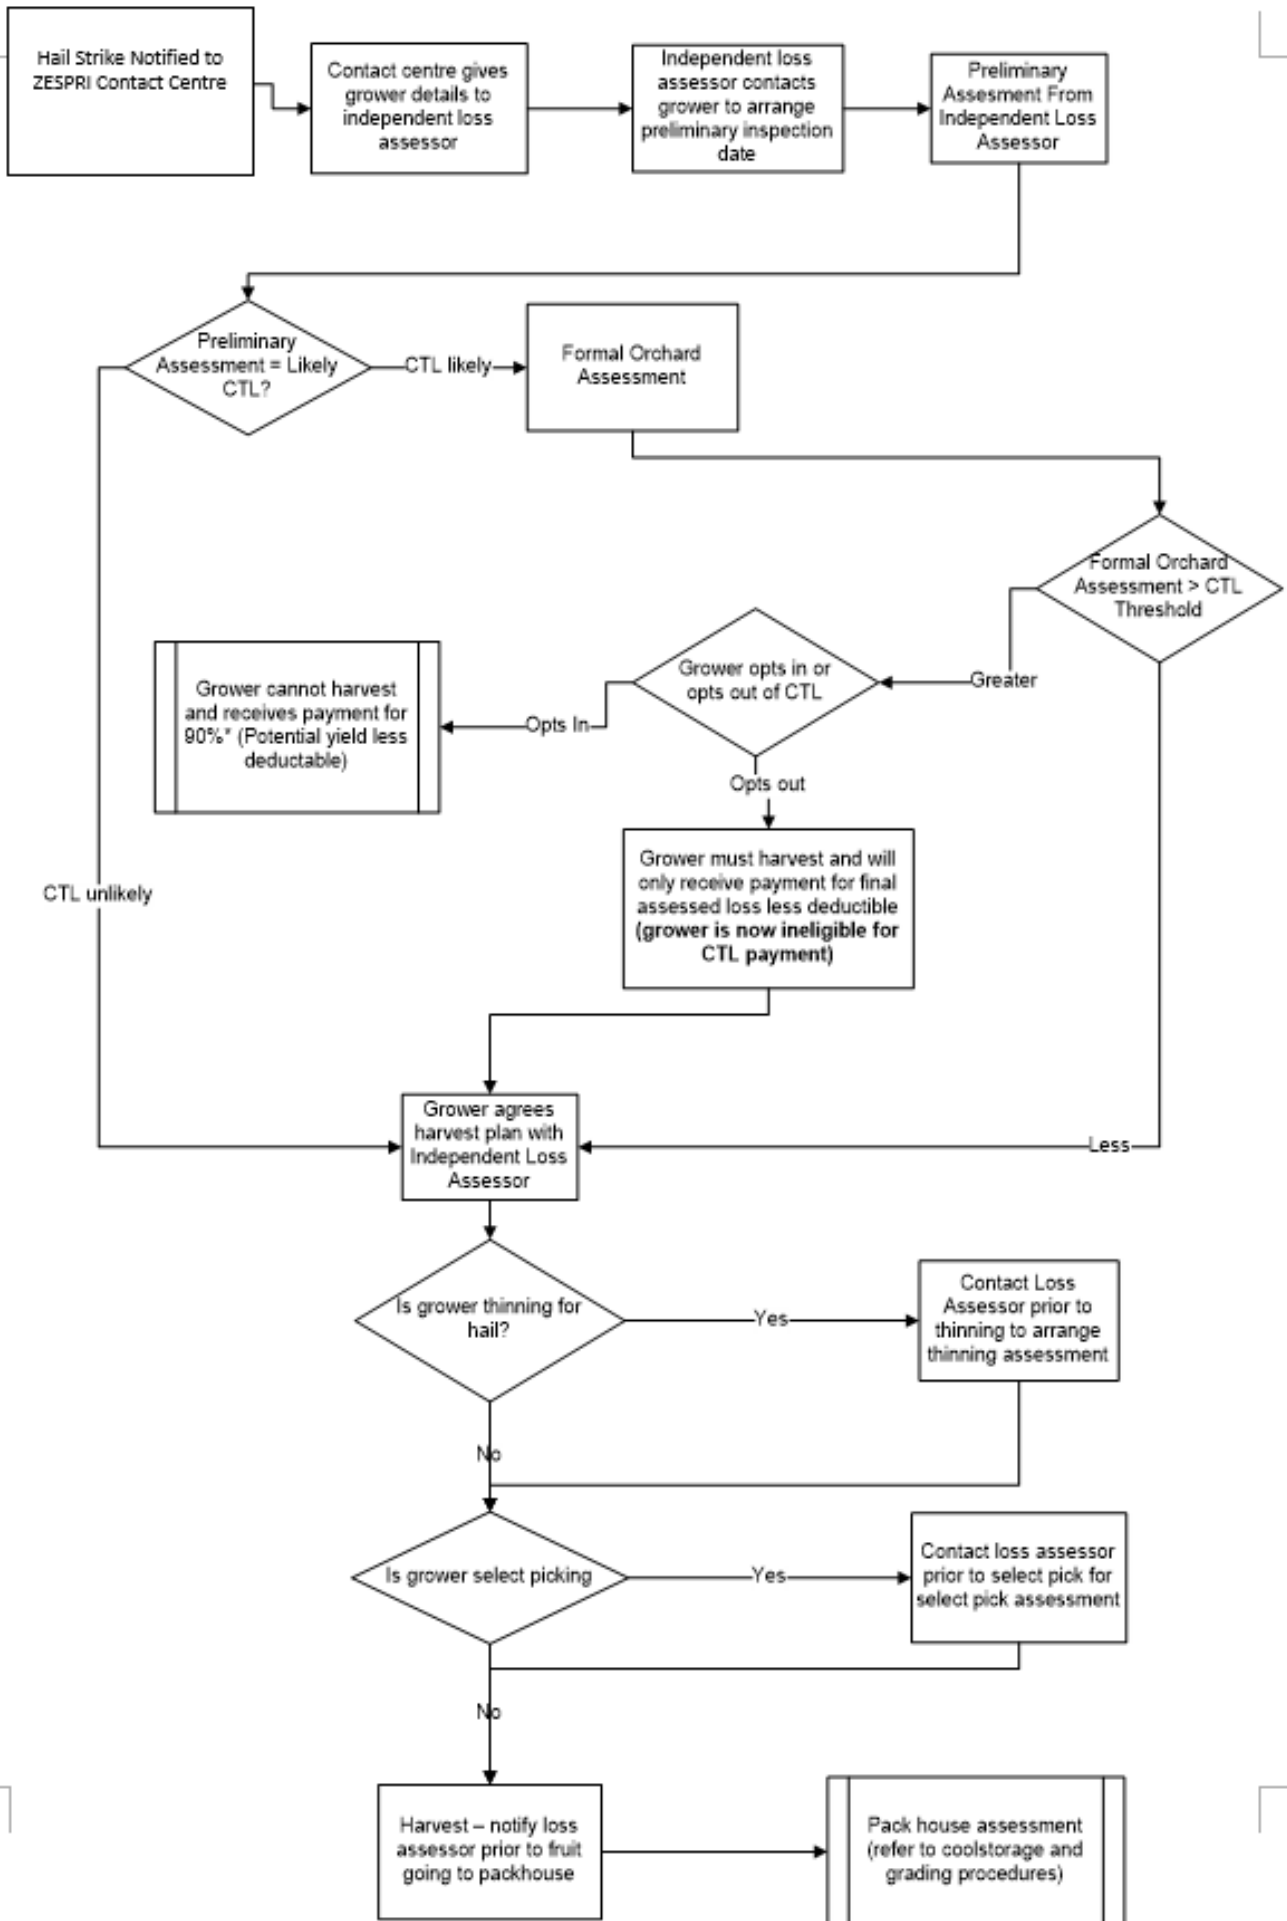 Hail Strike Notified to
ZESPRI Contact Centre
Contact centre gives
grower details to
independent loss
assessor
Independent loss
assessor contacts
grower to arrange
preliminary inspection
date
Preliminary
Assesment From
Independent Loss
Assessor
Preliminary
Assessment = Likely
CTL?
CTL likely
Formal Orchard
Assessment
Formal Orchard
Assessment > CTL
Threshold
Greater
Grower opts in or
opts out of CTL
Opts In
Grower cannot harvest
and receives payment for
90%* (Potential yield less
deductable)
Opts out
Grower must harvest and will
only receive payment for final
assessed loss less deductible
(grower is now ineligible for
CTL payment)
CTL unlikely
Less
Grower agrees
harvest plan with
Independent Loss
Assessor
Is grower thinning for
hail?
Yes
Contact Loss
Assessor prior to
thinning to arrange
thinning assessment
No
Is grower select picking
Yes
Contact loss assessor
prior to select pick for
select pick assessment
No
Harvest – notify loss
assessor prior to fruit
going to packhouse
Pack house assessment
(refer to coolstorage and
grading procedures)